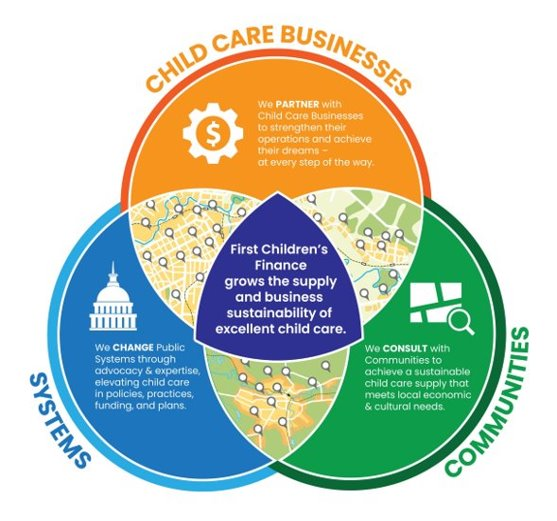 CHILD CARE BUSINESSES
We PARTNER with
Child Care Businesses
to strengthen their
operations and achieve
their dreams –
at every step of the way.
$
First Children's
Finance
grows the supply
and business
sustainability of
excellent child care.
We CHANGE Public
Systems through
advocacy & expertise,
elevating child care
in policies, practices,
funding, and plans.
SYSTEMS
We CONSULT with
Communities to
achieve a sustainable
child care supply that
meets local economic
& cultural needs.
COMMUNITIES